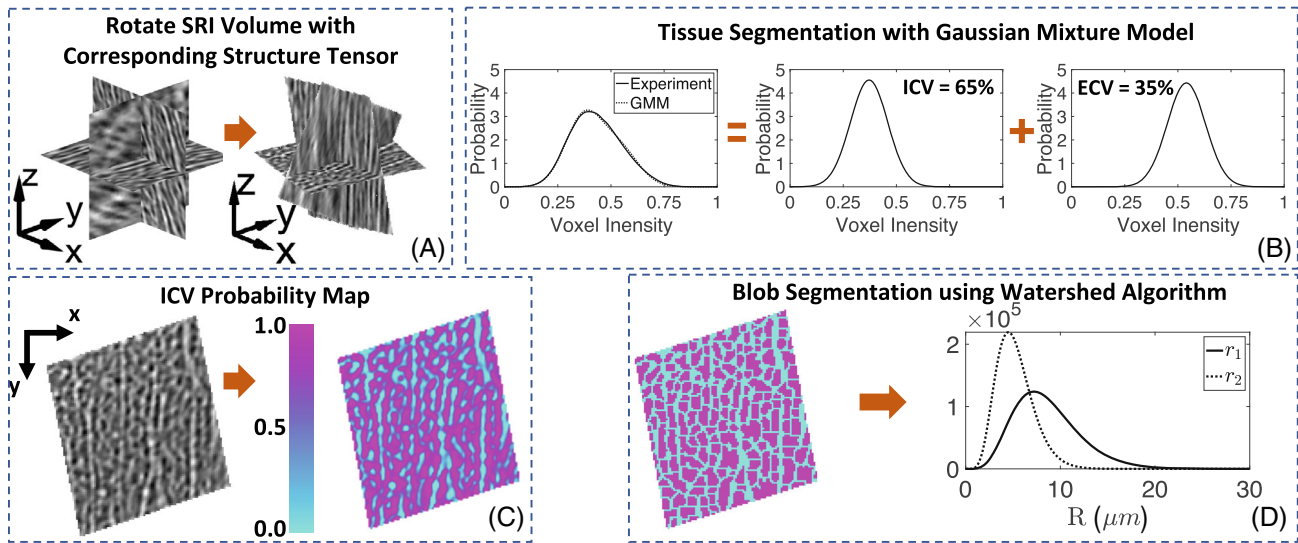 Rotate SRI Volume with
Corresponding Structure Tensor
z
y
x
z
y
x
(A)
Tissue Segmentation with Gaussian Mixture Model
Probability
5
4
3
2
1
0
0 0.25 0.5 0.75 1
Voxel Inensity
Experiment
GMM
=
Probability
5
4
3
2
1
0
0 0.25 0.5 0.75 1
Voxel Inensity
ICV = 65%
+
Probability
5
4
3
2
1
0
0 0.25 0.5 0.75 1
Voxel Inensity
ECV = 35%
(B)
ICV Probability Map
x
y
1.0
0.5
0.0
(C)
Blob Segmentation using Watershed Algorithm
×10⁵
2
1
0
0 10 20 30
R (μm)
r₁
r₂
(D)